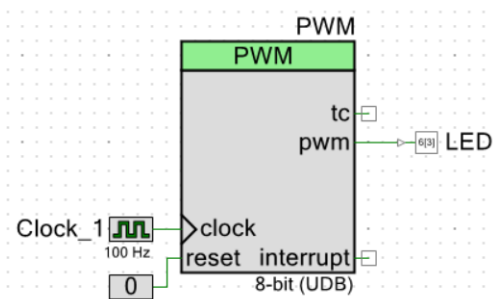 PWM
PWM
tc
pwm
6[3] LED
Clock_1
clock
100 Hz
reset
interrupt
0
8-bit (UDB)